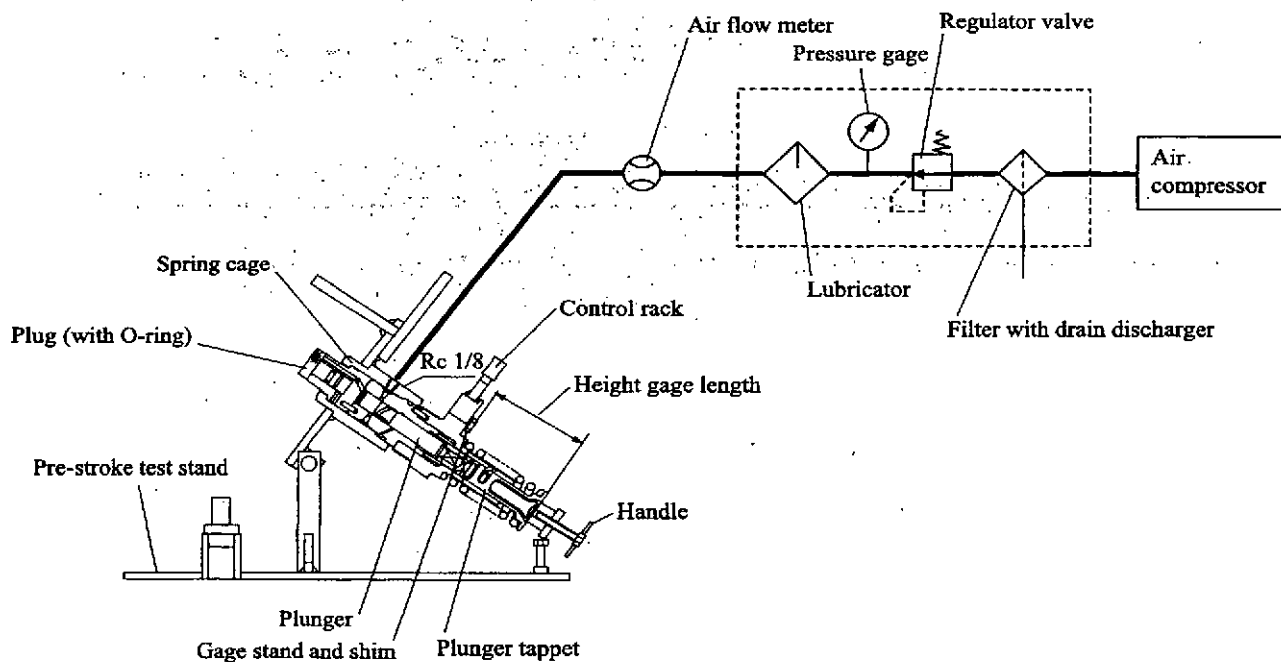 Air flow meter
Regulator valve
Pressure gage
Air
compressor
Spring cage
Control rack
Lubricator
Filter with drain discharger
Plug (with O-ring)
Rc 1/8
Height gage length
Pre-stroke test stand
Handle
Plunger
Gage stand and shim
Plunger tappet